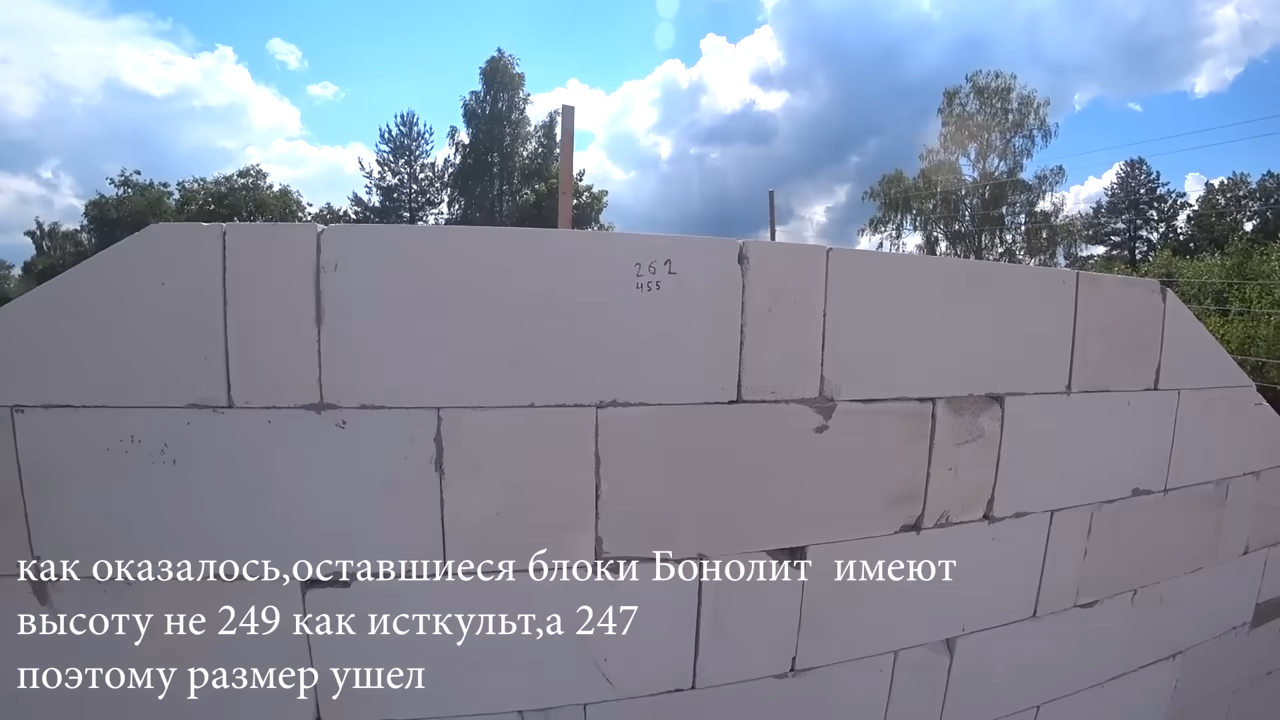 262
455
как оказалось,оставшиеся блоки Бонолит имеют
высоту не 249 как исткульт,а 247
поэтому размер ушел